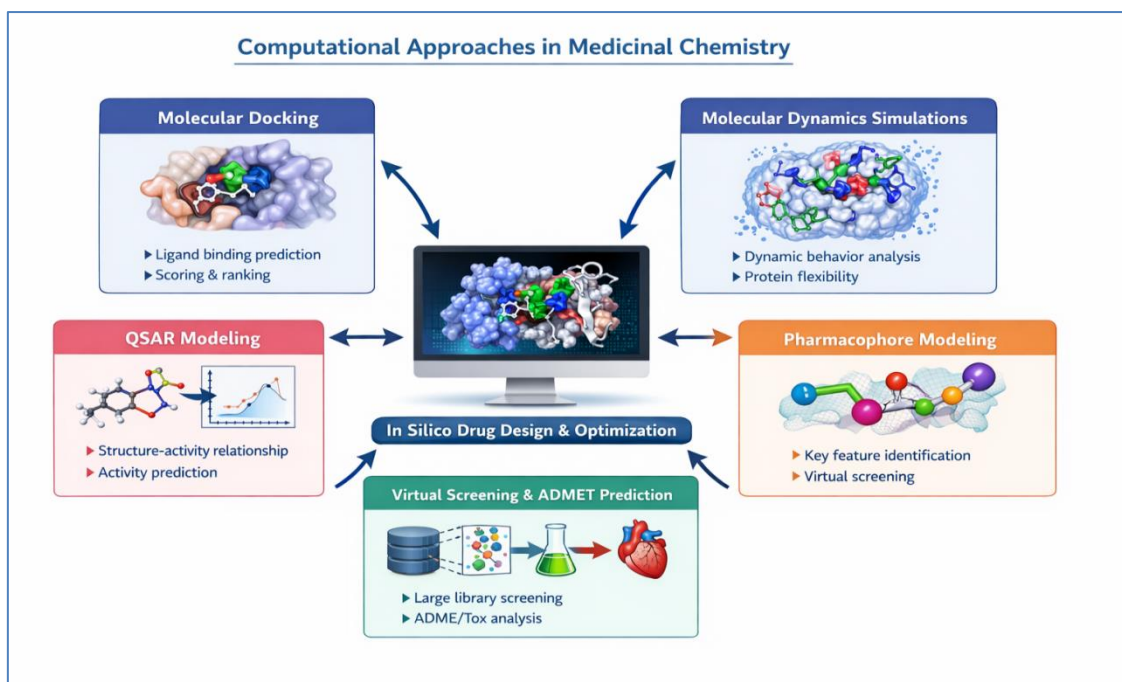 Computational Approaches in Medicinal Chemistry
Molecular Docking
▶ Ligand binding prediction
▶ Scoring & ranking
Molecular Dynamics Simulations
▶ Dynamic behavior analysis
▶ Protein flexibility
QSAR Modeling
▶ Structure-activity relationship
▶ Activity prediction
Pharmacophore Modeling
▶ Key feature identification
▶ Virtual screening
In Silico Drug Design & Optimization
Virtual Screening & ADMET Prediction
▶ Large library screening
▶ ADME/Tox analysis